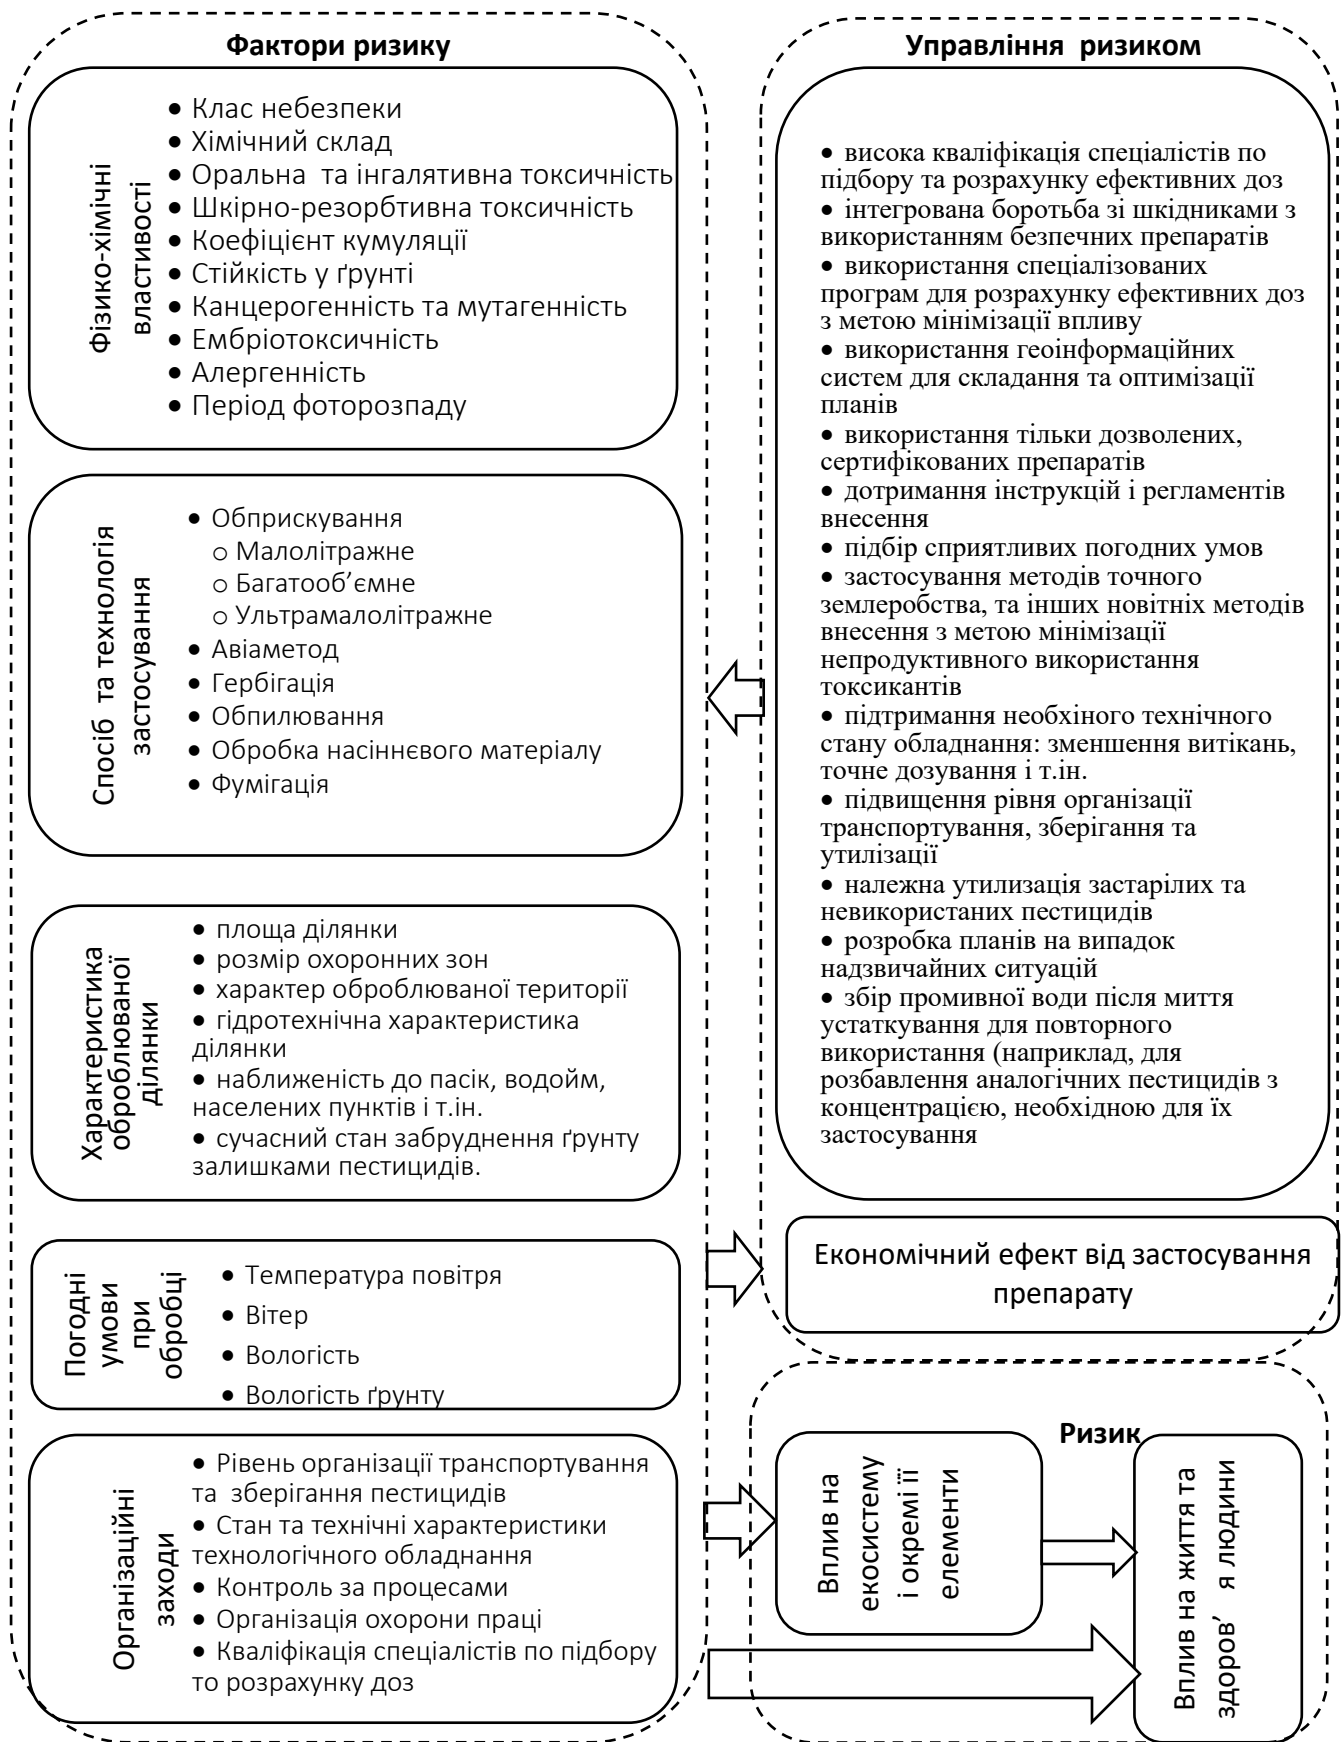 Фактори ризику
Фізико-хімічні
властивості
• Клас небезпеки
• Хімічний склад
• Оральна та інгалятивна токсичність
• Шкірно-резорбтивна токсичність
• Коефіцієнт кумуляції
• Стійкість у ґрунті
• Канцерогенність та мутагенність
• Ембріотоксичність
• Алергенність
• Період фоторозпаду
Спосіб та технологія
застосування
• Обприскування
o Малолітражне
o Багатооб’ємне
o Ультрамалолітражне
• Авіаметод
• Гербігація
• Обпилювання
• Обробка насіннєвого матеріалу
• Фумігація
Характеристика
оброблюваної
ділянки
• площа ділянки
• розмір охоронних зон
• характер оброблюваної території
• гідротехнічна характеристика
ділянки
• наближеність до пасік, водойм,
населених пунктів і т.ін.
• сучасний стан забруднення ґрунту
залишками пестицидів.
Погодні
умови
при
обробці
• Температура повітря
• Вітер
• Вологість
• Вологість ґрунту
Організаційні
заходи
• Рівень організації транспортування
та зберігання пестицидів
• Стан та технічні характеристики
технологічного обладнання
• Контроль за процесами
• Організація охорони праці
• Кваліфікація спеціалістів по підбору
то розрахунку доз
Управління ризиком
• висока кваліфікація спеціалістів по
підбору та розрахунку ефективних доз
• інтегрована боротьба зі шкідниками з
використанням безпечних препаратів
• використання спеціалізованих
програм для розрахунку ефективних доз
з метою мінімізації впливу
• використання геоінформаційних
систем для складання та оптимізації
планів
• використання тільки дозволених,
сертифікованих препаратів
• дотримання інструкцій і регламентів
внесення
• підбір сприятливих погодних умов
• застосування методів точного
землеробства, та інших новітніх методів
внесення з метою мінімізації
непродуктивного використання
токсикантів
• підтримання необхіного технічного
стану обладнання: зменшення витікань,
точне дозування і т.ін.
• підвищення рівня організації
транспортування, зберігання та
утилізації
• належна утилизація застарілих та
невикористаних пестицидів
• розробка планів на випадок
надзвичайних ситуацій
• збір промивної води після миття
устаткування для повторного
використання (наприклад, для
розбавлення аналогічних пестицидів з
концентрацією, необхідною для їх
застосування
Економічний ефект від застосування
препарату
Ризик
Вплив на
екосистему
і окремі її
елементи
Вплив на життя та
здоров’ я людини